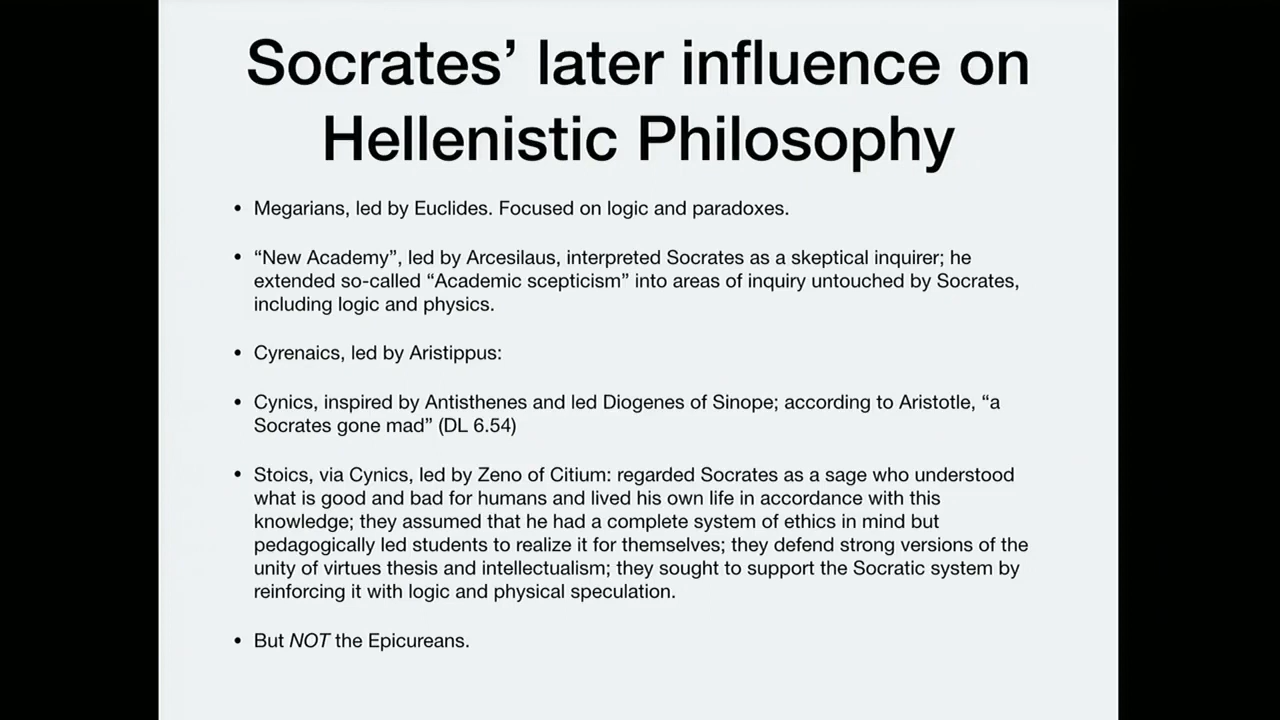 Socrates’ later influence on
Hellenistic Philosophy
• Megarians, led by Euclides. Focused on logic and paradoxes.
• “New Academy”, led by Arcesilaus, interpreted Socrates as a skeptical inquirer; he
extended so-called “Academic scepticism” into areas of inquiry untouched by Socrates,
including logic and physics.
• Cyrenaics, led by Aristippus:
• Cynics, inspired by Antisthenes and led Diogenes of Sinope; according to Aristotle, “a
Socrates gone mad” (DL 6.54)
• Stoics, via Cynics, led by Zeno of Citium: regarded Socrates as a sage who understood
what is good and bad for humans and lived his own life in accordance with this
knowledge; they assumed that he had a complete system of ethics in mind but
pedagogically led students to realize it for themselves; they defend strong versions of the
unity of virtues thesis and intellectualism; they sought to support the Socratic system by
reinforcing it with logic and physical speculation.
• But NOT the Epicureans.